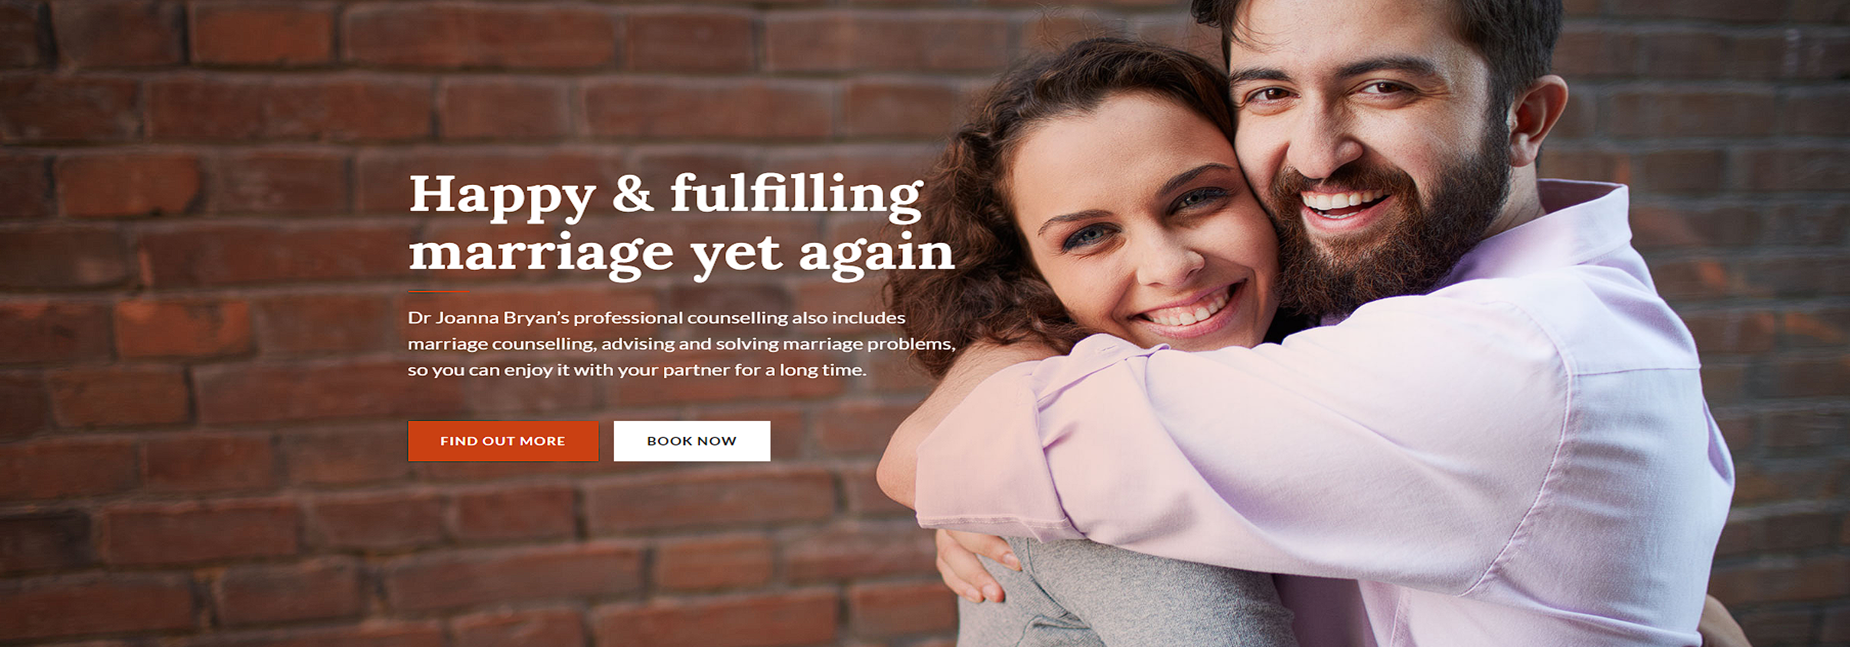 Happy & fulfilling
marriage yet again
Dr Joanna Bryan’s professional counselling also includes
marriage counselling, advising and solving marriage problems,
so you can enjoy it with your partner for a long time.
FIND OUT MORE
BOOK NOW